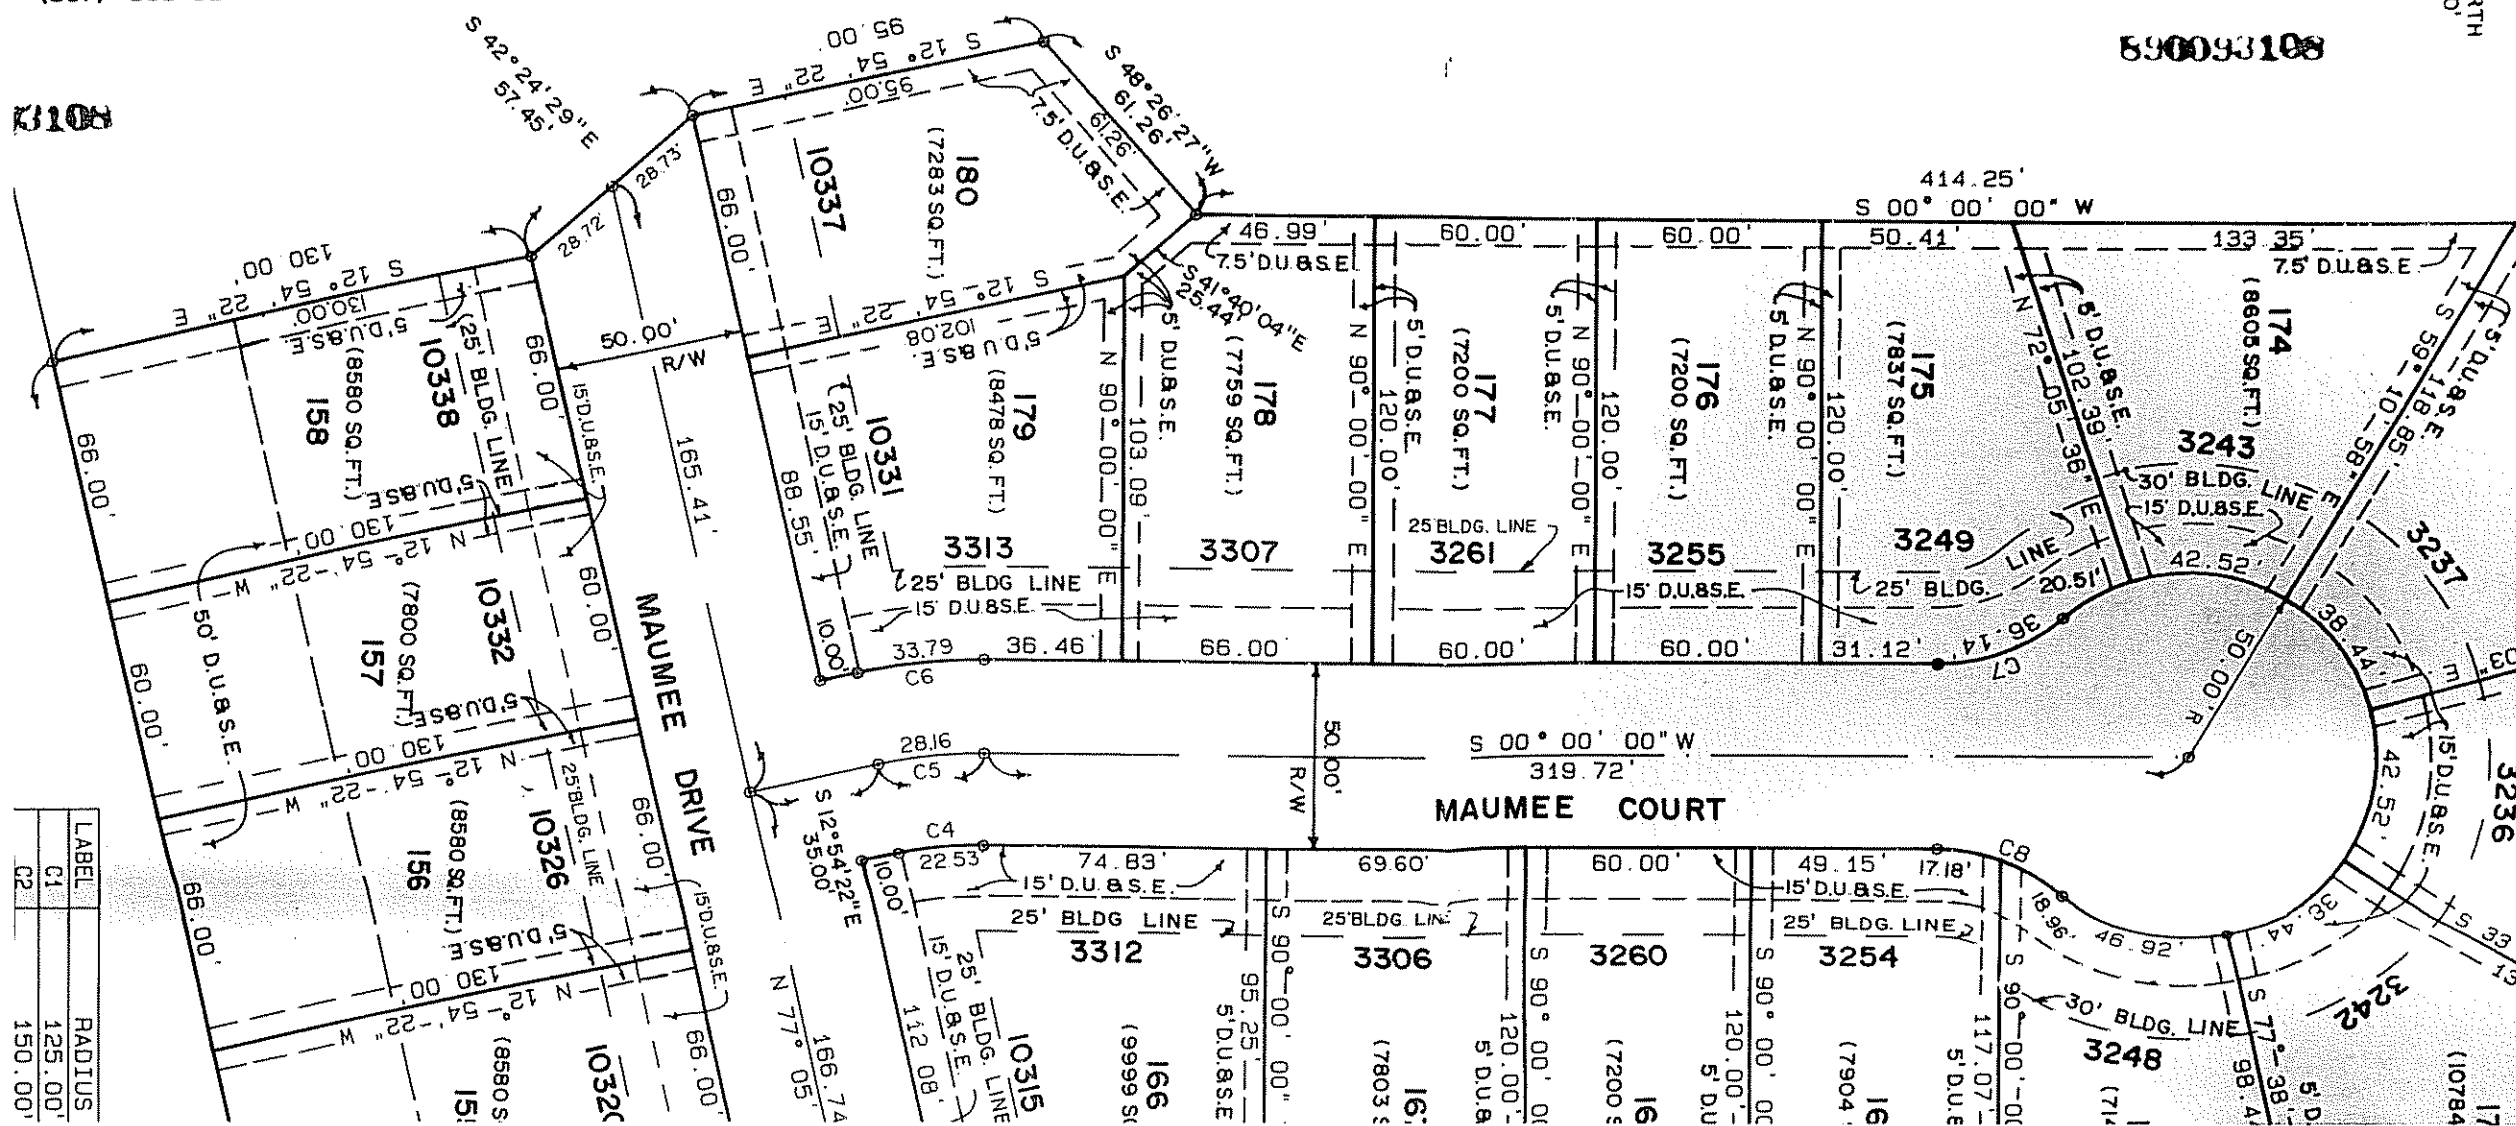 890093108
3108
S 42° 24' 29" E
57.45'
S 12° 54' 22" E
95.00'
95.00'
S 48° 26' 27" W
61.26'
61.26'
7.5' D.U.&S.E.
28.73'
28.72'
66.00'
10337
180
(7283 SQ.FT.)
S 12°-54'-22" E
102.08
5' D.U&S.E.
S 41° 40' 04" E
25.44'
414.25'
S 00° 00' 00" W
46.99'
7.5' D.U.&S.E.
60.00'
60.00'
50.41'
133.35'
7.5' D.U.&S.E.
S 12° 54' 22" E
130.00'
130.00'
5' D.U.&S.E.
10338
(25' BLDG. LINE
158
(8580 SQ.FT.)
66.00'
66.00'
50.00'
R/W
15' D.U.&S.E.
165.41'
5' D.U.&S.E.
130.00'
N 12°-54'-22" W
50' D.U.&S.E.
10332
157
(7800 SQ.FT.)
60.00'
60.00'
5' D.U.&S.E.
130.00'
N 12°-54'-22" W
25' BLDG. LINE
10326
156
(8580 SQ.FT.)
66.00'
66.00'
15' D.U.&S.E.
5' D.U.&S.E.
130.00'
N 12°-54'-22" W
(8580 S
66.00'
MAUMEE DRIVE
10331
25' BLDG. LINE
15' D.U.&S.E.
88.55'
10.00'
179
(8478 SQ.FT.)
3313
25' BLDG LINE
15' D.U.&S.E.
33.79
C6
36.46
N 90°-00'-00" E
103.09'
5' D.U.&S.E.
178
(7759 SQ.FT.)
3307
66.00
N 90°-00'-00" E
120.00'
5' D.U.&S.E.
177
(7200 SQ.FT.)
25' BLDG. LINE
3261
60.00'
5' D.U.&S.E.
N 90°-00'-00" E
120.00'
176
(7200 SQ.FT.)
3255
15' D.U.&S.E.
60.00'
5' D.U.&S.E.
N 90° 00' 00" E
120.00'
175
(7837 SQ.FT.)
3249
25' BLDG. LINE
31.12'
20.51'
36.14'
C7
N 72°-05'-36" E
102.39'
5' D.U.&S.E.
174
(8605 SQ.FT.)
3243
30' BLDG. LINE
15' D.U.&S.E.
42.52'
S 59° 10'-58" E
118.85'
5' D.U.&S.E.
3237
38.44'
50.00' R
42.52'
15' D.U.&S.E.
3236
33.44'
S 33
3242
28.16
C5
S 00° 00' 00" W
319.72'
50.00'
R/W
MAUMEE COURT
S 12° 54' 22" E
35.00'
C4
22.53'
10.00'
74.83'
15' D.U.&S.E.
25' BLDG LINE
3312
15' D.U.&S.E.
25' BLDG. LINE
112.08'
10315
166
N 77° 05'
166.74
95.25'
5' D.U.&S.E
S 90°-00' 00"
69.60'
25' BLDG. LINE
3306
(7803
120.00'
5' D.U.&
S 90° 00'
60.00'
3260
(7200
120.00'
5' D.U
S 90° 00'
49.15'
17.18'
C8
15' D.U.&S.E.
25' BLDG. LINE
3254
(7904
117.07'
S 90°-00'
18.96'
46.92'
30' BLDG. LINE
3248
S 77°-38'
98.4
(10784
LABEL
RADIUS
C1
125.00'
C2
150.00'